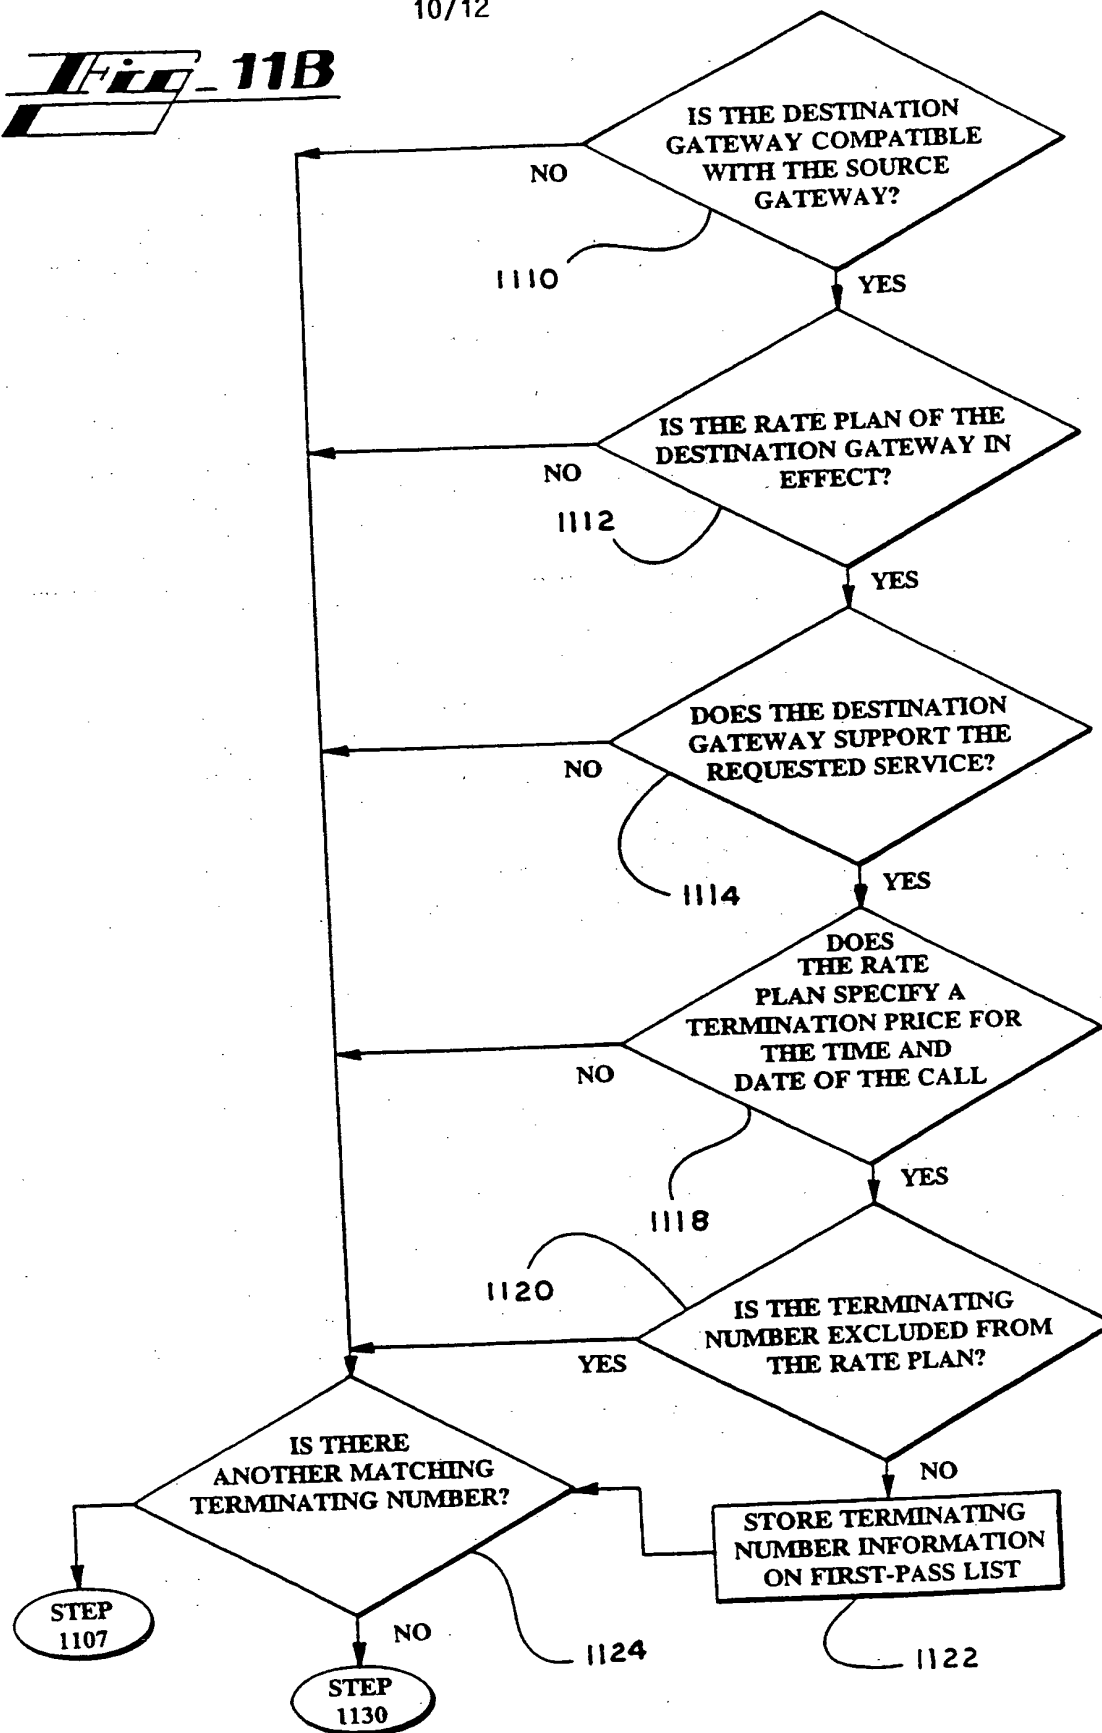 10/12
Fig_11B
IS THE DESTINATION
GATEWAY COMPATIBLE
WITH THE SOURCE
GATEWAY?
NO
1110
YES
IS THE RATE PLAN OF THE
DESTINATION GATEWAY IN
EFFECT?
NO
1112
YES
DOES THE DESTINATION
GATEWAY SUPPORT THE
REQUESTED SERVICE?
NO
1114
YES
DOES
THE RATE
PLAN SPECIFY A
TERMINATION PRICE FOR
THE TIME AND
DATE OF THE CALL
NO
1118
YES
1120
IS THE TERMINATING
NUMBER EXCLUDED FROM
THE RATE PLAN?
YES
NO
IS THERE
ANOTHER MATCHING
TERMINATING NUMBER?
STORE TERMINATING
NUMBER INFORMATION
ON FIRST-PASS LIST
STEP
1107
NO
1124
1122
STEP
1130